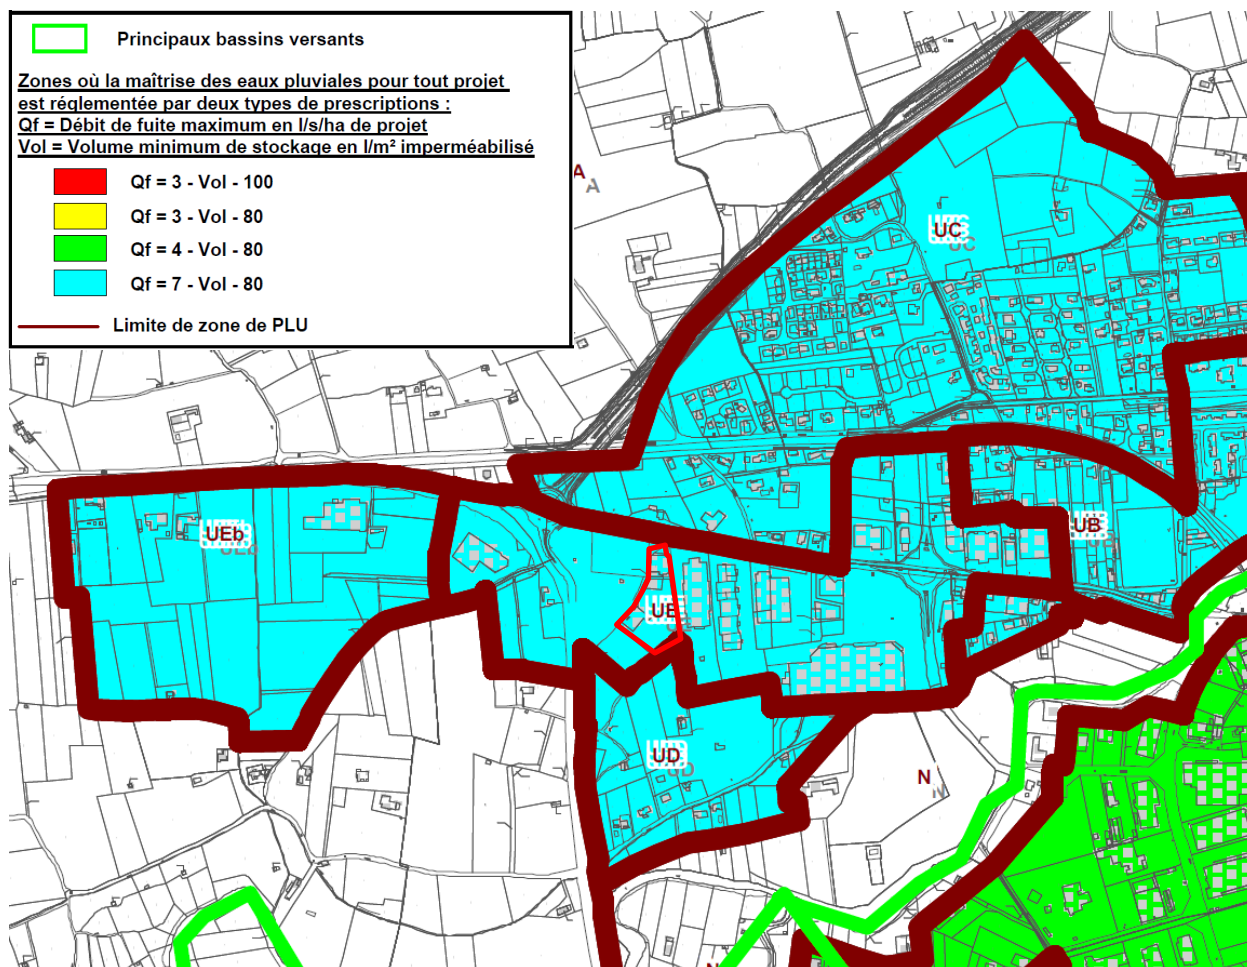 Principaux bassins versants
Zones où la maîtrise des eaux pluviales pour tout projet
est réglementée par deux types de prescriptions :
Qf = Débit de fuite maximum en l/s/ha de projet
Vol = Volume minimum de stockage en l/m² imperméabilisé
Qf = 3 - Vol - 100
Qf = 3 - Vol - 80
Qf = 4 - Vol - 80
Qf = 7 - Vol - 80
Limite de zone de PLU
A
A
UC
UC
UEb
UEb
UB
UE
UD
UD
N
N